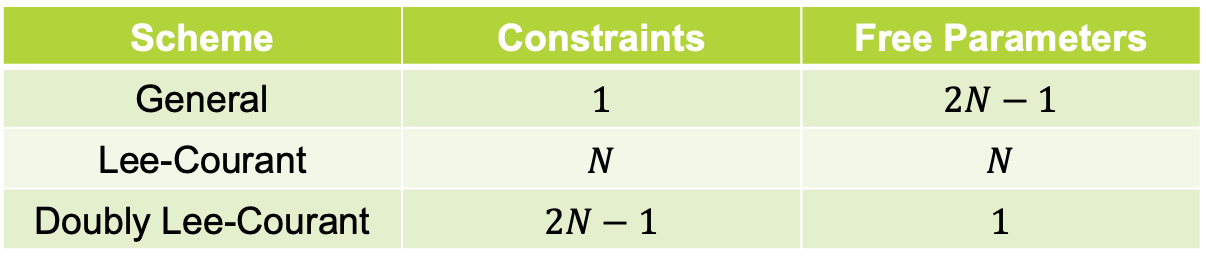 Scheme Constraints Free Parameters
General 1 2N − 1
Lee-Courant N N
Doubly Lee-Courant 2N − 1 1